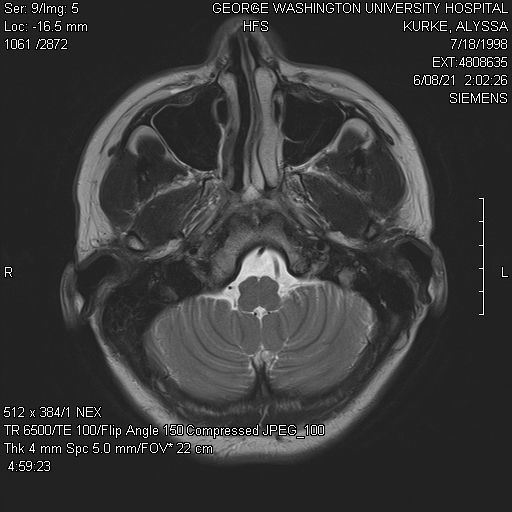 Ser: 9/Img: 5
Loc: -16.5 mm
1061 /2872
GEORGE WASHINGTON UNIVERSITY HOSPITAL
HFS
KURKE, ALYSSA
7/18/1998
EXT:4808635
6/08/21 2:02:26
SIEMENS
R
L
512 x 384/1 NEX
TR 6500/TE 100/Flip Angle 150 Compressed JPEG_100
Thk 4 mm Spc 5.0 mm/FOV* 22 cm
4:59:23